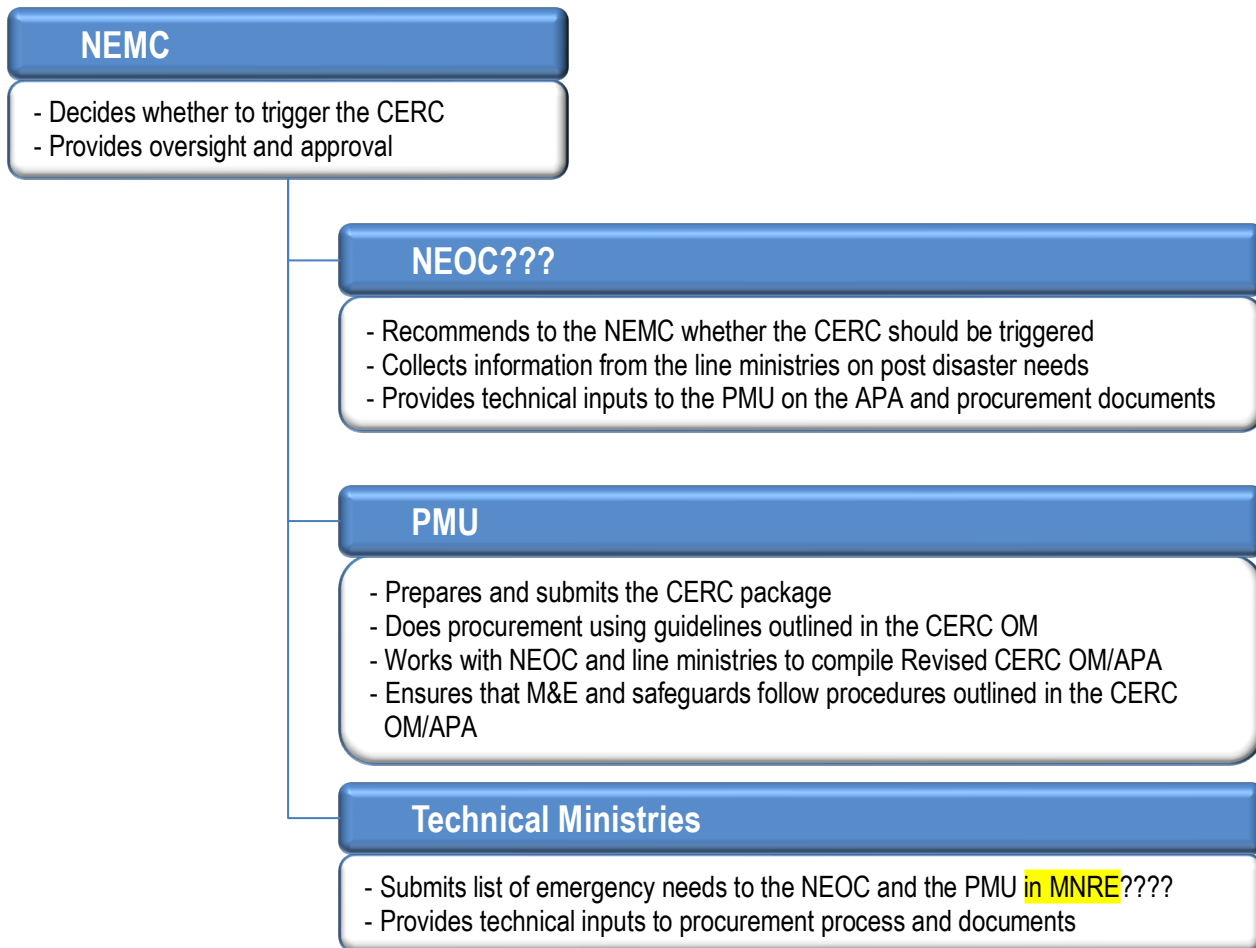 NEMC
- Decides whether to trigger the CERC
- Provides oversight and approval
NEOC???
- Recommends to the NEMC whether the CERC should be triggered
- Collects information from the line ministries on post disaster needs
- Provides technical inputs to the PMU on the APA and procurement documents
PMU
- Prepares and submits the CERC package
- Does procurement using guidelines outlined in the CERC OM
- Works with NEOC and line ministries to compile Revised CERC OM/APA
- Ensures that M&E and safeguards follow procedures outlined in the CERC
OM/APA
Technical Ministries
- Submits list of emergency needs to the NEOC and the PMU in MNRE????
- Provides technical inputs to procurement process and documents